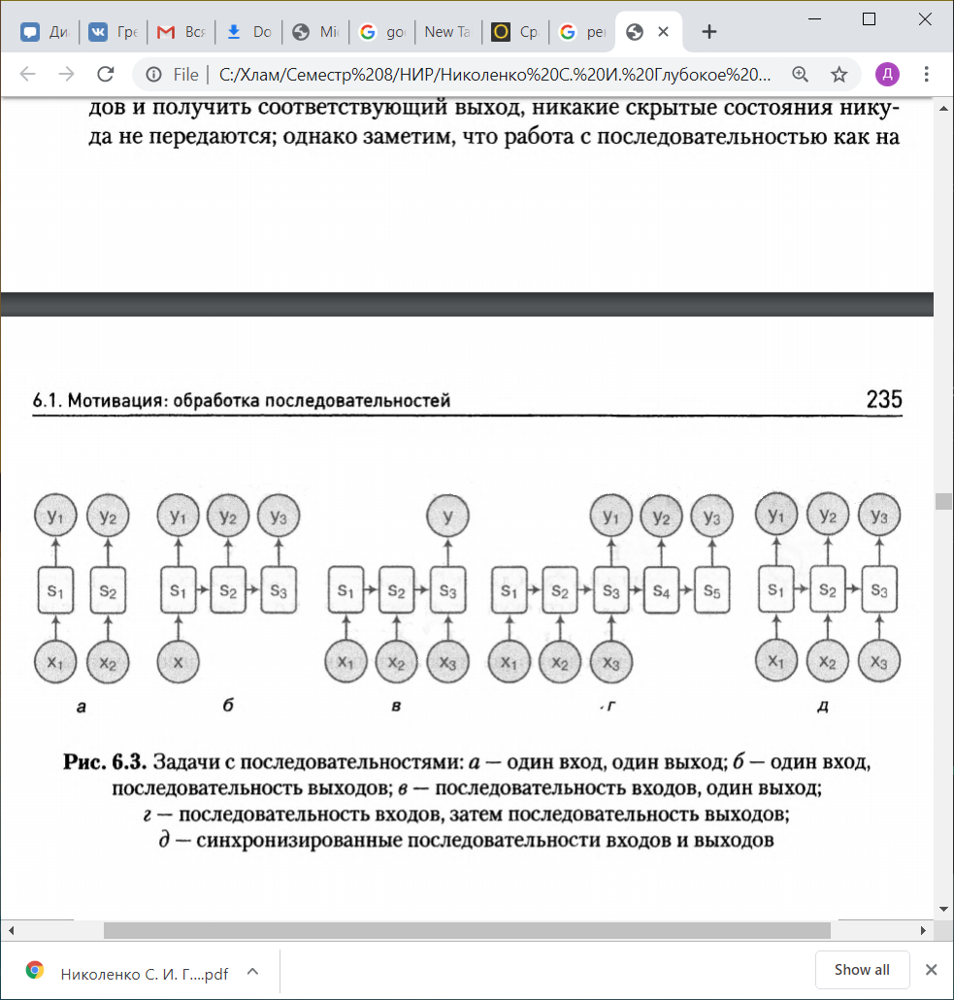 Ди Гре Вся Do Mi go New Ta Ср per
File C:/Хлам/Семестр%208/НИР/Николенко%20С.%20И.%20Глубокое%20... Д
дов и получить соответствующий выход, никакие скрытые состояния нику-
да не передаются; однако заметим, что работа с последовательностью как на
6.1. Мотивация: обработка последовательностей 235
y1 y2 y1 y2 y3 y y1 y2 y3 y1 y2 y3
s1 s2 s1 s2 s3 s1 s2 s3 s1 s2 s3 s4 s5 s1 s2 s3
x1 x2 x x1 x2 x3 x1 x2 x3 x1 x2 x3
а б в г д
Рис. 6.3. Задачи с последовательностями: а — один вход, один выход; б — один вход,
последовательность выходов; в — последовательность входов, один выход;
г — последовательность входов, затем последовательность выходов;
д — синхронизированные последовательности входов и выходов
Николенко С. И. Г....pdf Show all